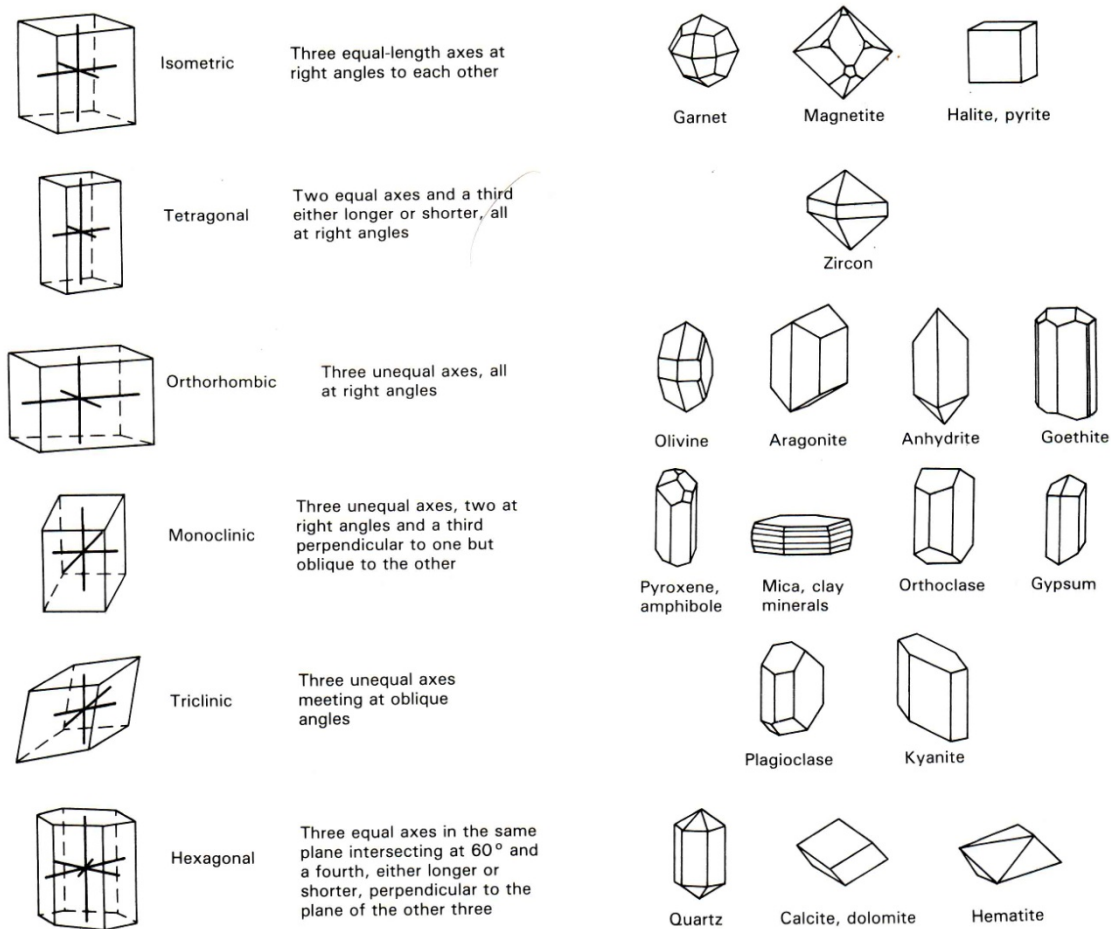 Isometric
Three equal-length axes at
right angles to each other
Garnet
Magnetite
Halite, pyrite
Tetragonal
Two equal axes and a third
either longer or shorter, all
at right angles
Zircon
Orthorhombic
Three unequal axes, all
at right angles
Olivine
Aragonite
Anhydrite
Goethite
Monoclinic
Three unequal axes, two at
right angles and a third
perpendicular to one but
oblique to the other
Pyroxene,
amphibole
Mica, clay
minerals
Orthoclase
Gypsum
Triclinic
Three unequal axes
meeting at oblique
angles
Plagioclase
Kyanite
Hexagonal
Three equal axes in the same
plane intersecting at 60° and
a fourth, either longer or
shorter, perpendicular to the
plane of the other three
Quartz
Calcite, dolomite
Hematite